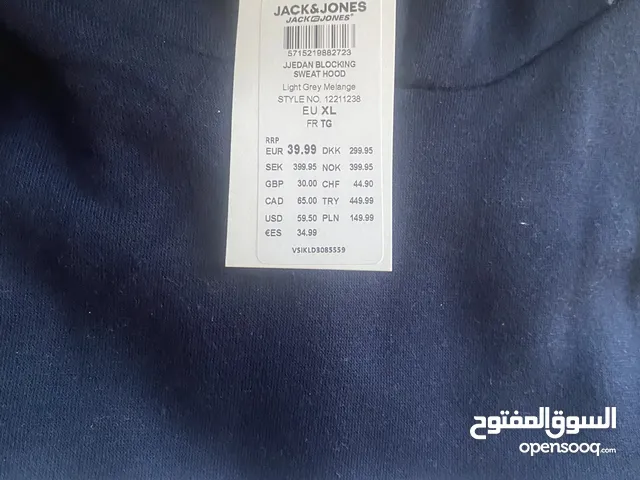 JACK&JONES
JACK&JONES
5715219882723
JJEDAN BLOCKING
SWEAT HOOD
Light Grey Melange
STYLE NO. 12211238
EU XL
FR TG
RRP
EUR 39.99 DKK 299.95
SEK 399.95 NOK 399.95
GBP 30.00 CHF 44.90
CAD 65.00 TRY 449.99
USD 59.50 PLN 149.99
€ES 34.99
VSIKLD3085559
السوق المفتوح
opensooq.com